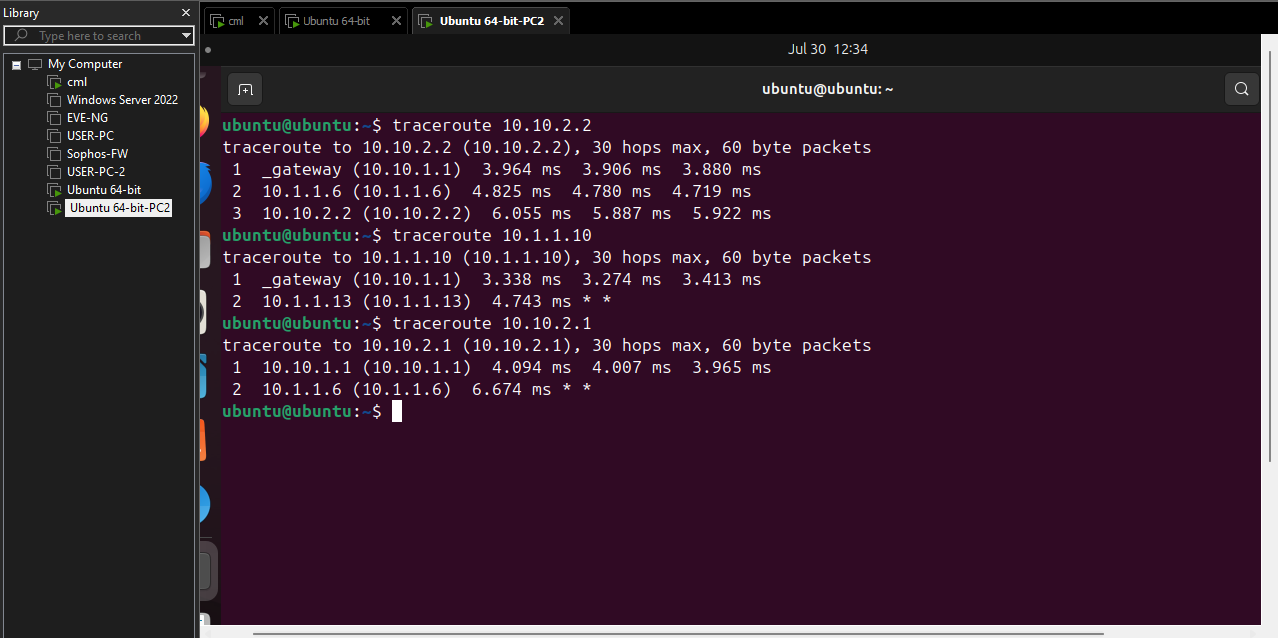 Library
Type here to search
My Computer
cml
Windows Server 2022
EVE-NG
USER-PC
Sophos-FW
USER-PC-2
Ubuntu 64-bit
Ubuntu 64-bit-PC2
cml
Ubuntu 64-bit
Ubuntu 64-bit-PC2
Jul 30 12:34
ubuntu@ubuntu: ~
ubuntu@ubuntu:~$ traceroute 10.10.2.2
traceroute to 10.10.2.2 (10.10.2.2), 30 hops max, 60 byte packets
1 _gateway (10.10.1.1) 3.964 ms 3.906 ms 3.880 ms
2 10.1.1.6 (10.1.1.6) 4.825 ms 4.780 ms 4.719 ms
3 10.10.2.2 (10.10.2.2) 6.055 ms 5.887 ms 5.922 ms
ubuntu@ubuntu:~$ traceroute 10.1.1.10
traceroute to 10.1.1.10 (10.1.1.10), 30 hops max, 60 byte packets
1 _gateway (10.10.1.1) 3.338 ms 3.274 ms 3.413 ms
2 10.1.1.13 (10.1.1.13) 4.743 ms * *
ubuntu@ubuntu:~$ traceroute 10.10.2.1
traceroute to 10.10.2.1 (10.10.2.1), 30 hops max, 60 byte packets
1 10.10.1.1 (10.10.1.1) 4.094 ms 4.007 ms 3.965 ms
2 10.1.1.6 (10.1.1.6) 6.674 ms * *
ubuntu@ubuntu:~$